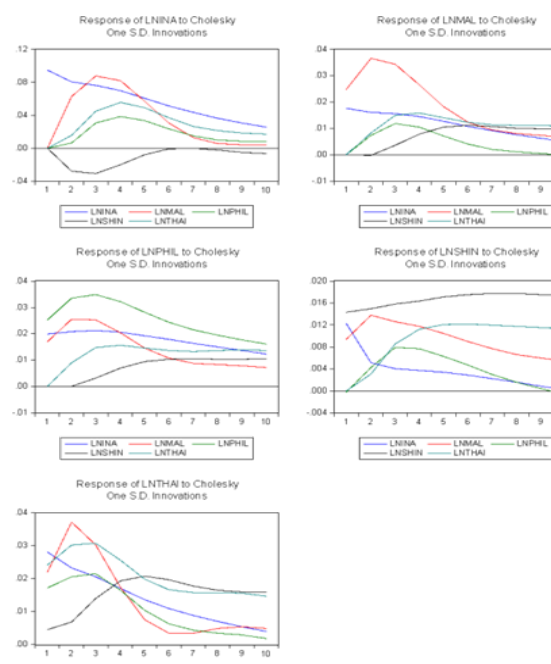 Response of LNINA to Cholesky
One S.D. Innovations
.12
.08
.04
.00
-.04
1 2 3 4 5 6 7 8 9 10
LNINA LNMAL LNPHIL
LNSHIN LNTHAI
Response of LNMAL to Cholesky
One S.D. Innovations
.04
.03
.02
.01
.00
-.01
1 2 3 4 5 6 7 8 9
LNINA LNMAL LNPHIL
LNSHIN LNTHAI
Response of LNPHIL to Cholesky
One S.D. Innovations
.04
.03
.02
.01
.00
-.01
1 2 3 4 5 6 7 8 9 10
LNINA LNMAL LNPHIL
LNSHIN LNTHAI
Response of LNSHIN to Cholesky
One S.D. Innovations
.020
.016
.012
.008
.004
.000
-.004
1 2 3 4 5 6 7 8 9
LNINA LNMAL LNPHIL
LNSHIN LNTHAI
Response of LNTHAI to Cholesky
One S.D. Innovations
.04
.03
.02
.01
.00
1 2 3 4 5 6 7 8 9 10